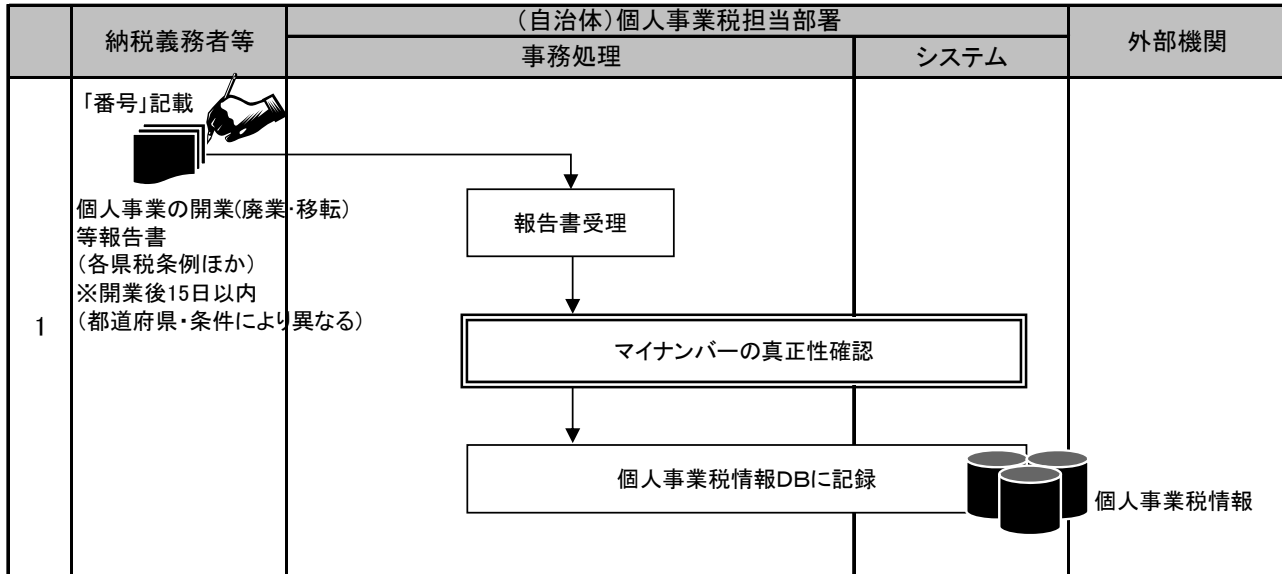 納税義務者等
(自治体)個人事業税担当部署
事務処理
システム
外部機関
1
「番号」記載
個人事業の開業(廃業・移転)
等報告書
(各県税条例ほか)
※開業後15日以内
(都道府県・条件により異なる)
報告書受理
マイナンバーの真正性確認
個人事業税情報DBに記録
個人事業税情報